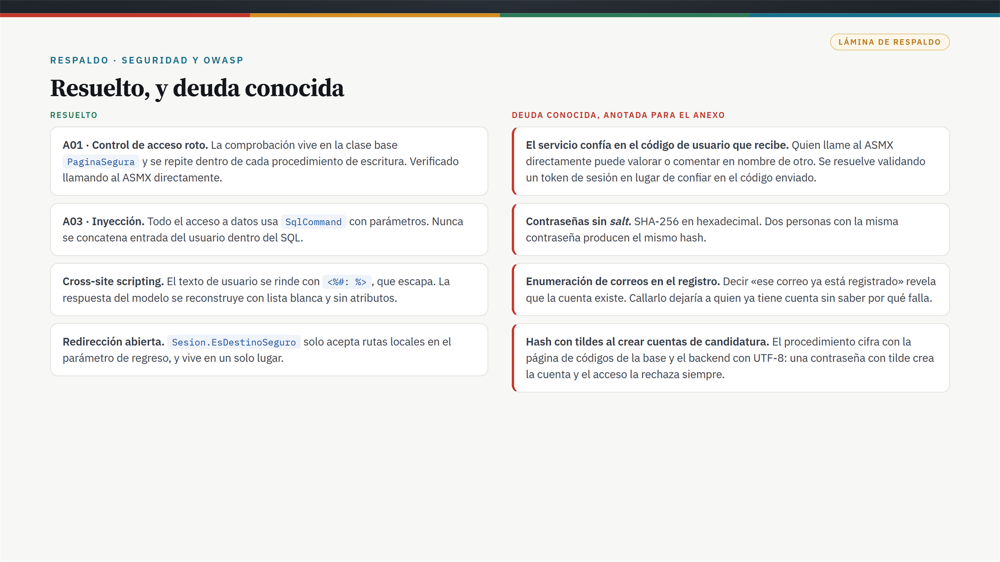 LÁMINA DE RESPALDO
RESPALDO · SEGURIDAD Y OWASP
Resuelto, y deuda conocida
RESUELTO
A01 · Control de acceso roto. La comprobación vive en la clase base
PaginaSegura y se repite dentro de cada procedimiento de escritura. Verificado
llamando al ASMX directamente.
A03 · Inyección. Todo el acceso a datos usa SqlCommand con parámetros. Nunca
se concatena entrada del usuario dentro del SQL.
Cross-site scripting. El texto de usuario se rinde con <%#: %>, que escapa. La
respuesta del modelo se reconstruye con lista blanca y sin atributos.
Redirección abierta. Sesion.EsDestinoSeguro solo acepta rutas locales en el
parámetro de regreso, y vive en un solo lugar.
DEUDA CONOCIDA, ANOTADA PARA EL ANEXO
El servicio confía en el código de usuario que recibe. Quien llame al ASMX
directamente puede valorar o comentar en nombre de otro. Se resuelve validando
un token de sesión en lugar de confiar en el código enviado.
Contraseñas sin salt. SHA-256 en hexadecimal. Dos personas con la misma
contraseña producen el mismo hash.
Enumeración de correos en el registro. Decir «ese correo ya está registrado» revela
que la cuenta existe. Callarlo dejaría a quien ya tiene cuenta sin saber por qué falla.
Hash con tildes al crear cuentas de candidatura. El procedimiento cifra con la
página de códigos de la base y el backend con UTF-8: una contraseña con tilde crea
la cuenta y el acceso la rechaza siempre.